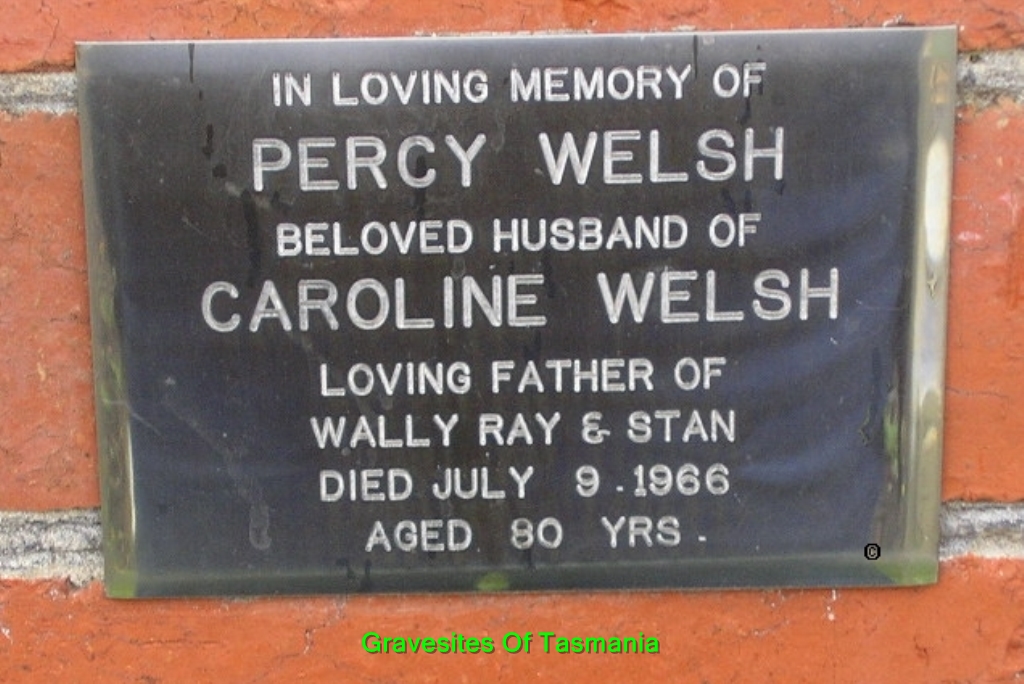 IN LOVING MEMORY OF
PERCY WELSH
BELOVED HUSBAND OF
CAROLINE WELSH
LOVING FATHER OF
WALLY RAY & STAN
DIED JULY 9.1966
AGED 80 YRS.
©
Gravesites Of Tasmania